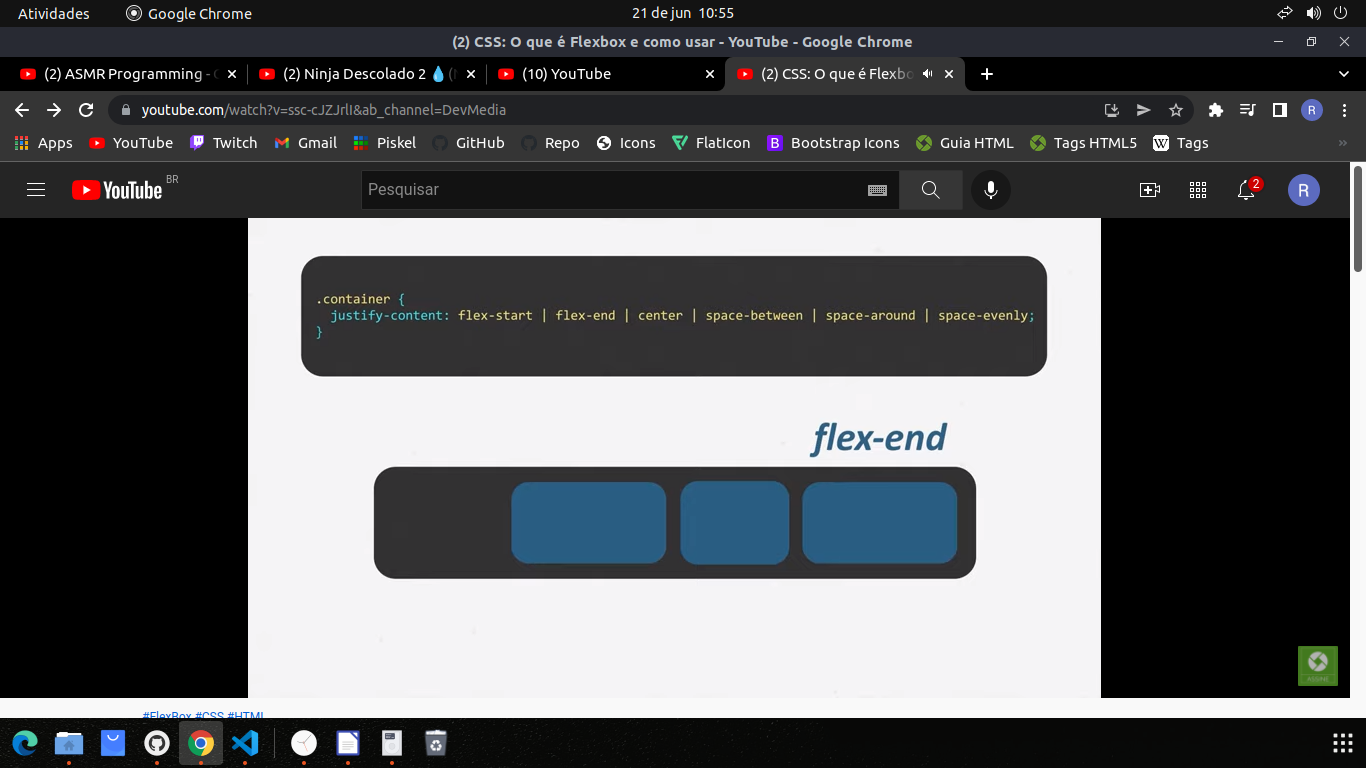 Atividades
Google Chrome
21 de jun 10:55
(2) CSS: O que é Flexbox e como usar - YouTube - Google Chrome
(2) ASMR Programming -
(2) Ninja Descolado 2
(10) YouTube
(2) CSS: O que é Flexbo
youtube.com/watch?v=ssc-cJZJrlI&ab_channel=DevMedia
R
Apps
YouTube
Twitch
Gmail
Piskel
GitHub
Repo
Icons
FlatIcon
B
Bootstrap Icons
Guia HTML
Tags HTML5
W
Tags
»
YouTube
BR
Pesquisar
2
R
.container {
justify-content: flex-start | flex-end | center | space-between | space-around | space-evenly;
}
flex-end
#FlexBox #CSS #HTML